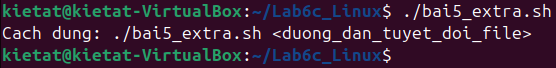 kietat@kietat-VirtualBox:~/Lab6c_Linux$ ./bai5_extra.sh
Cach dung: ./bai5_extra.sh <duong_dan_tuyet_doi_file>
kietat@kietat-VirtualBox:~/Lab6c_Linux$